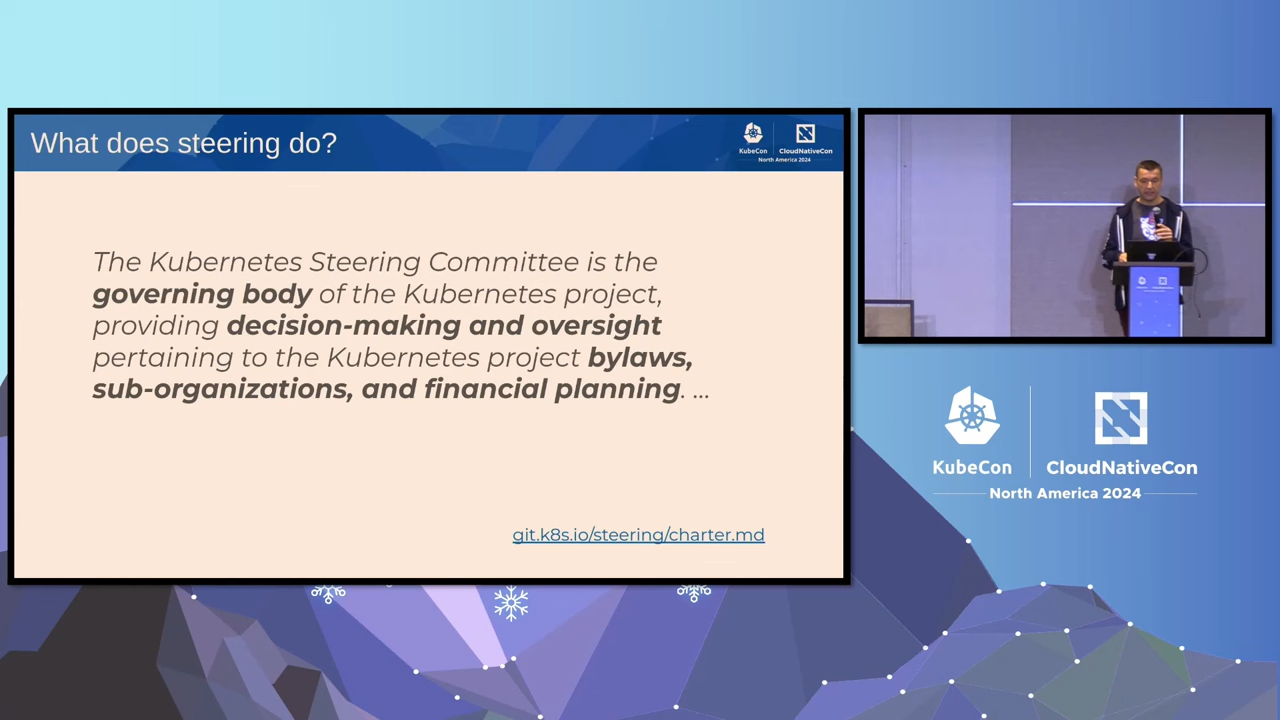 What does steering do?
KubeCon
CloudNativeCon
North America 2024
The Kubernetes Steering Committee is the
governing body of the Kubernetes project,
providing decision-making and oversight
pertaining to the Kubernetes project bylaws,
sub-organizations, and financial planning. ...
git.k8s.io/steering/charter.md
KubeCon
CloudNativeCon
North America 2024